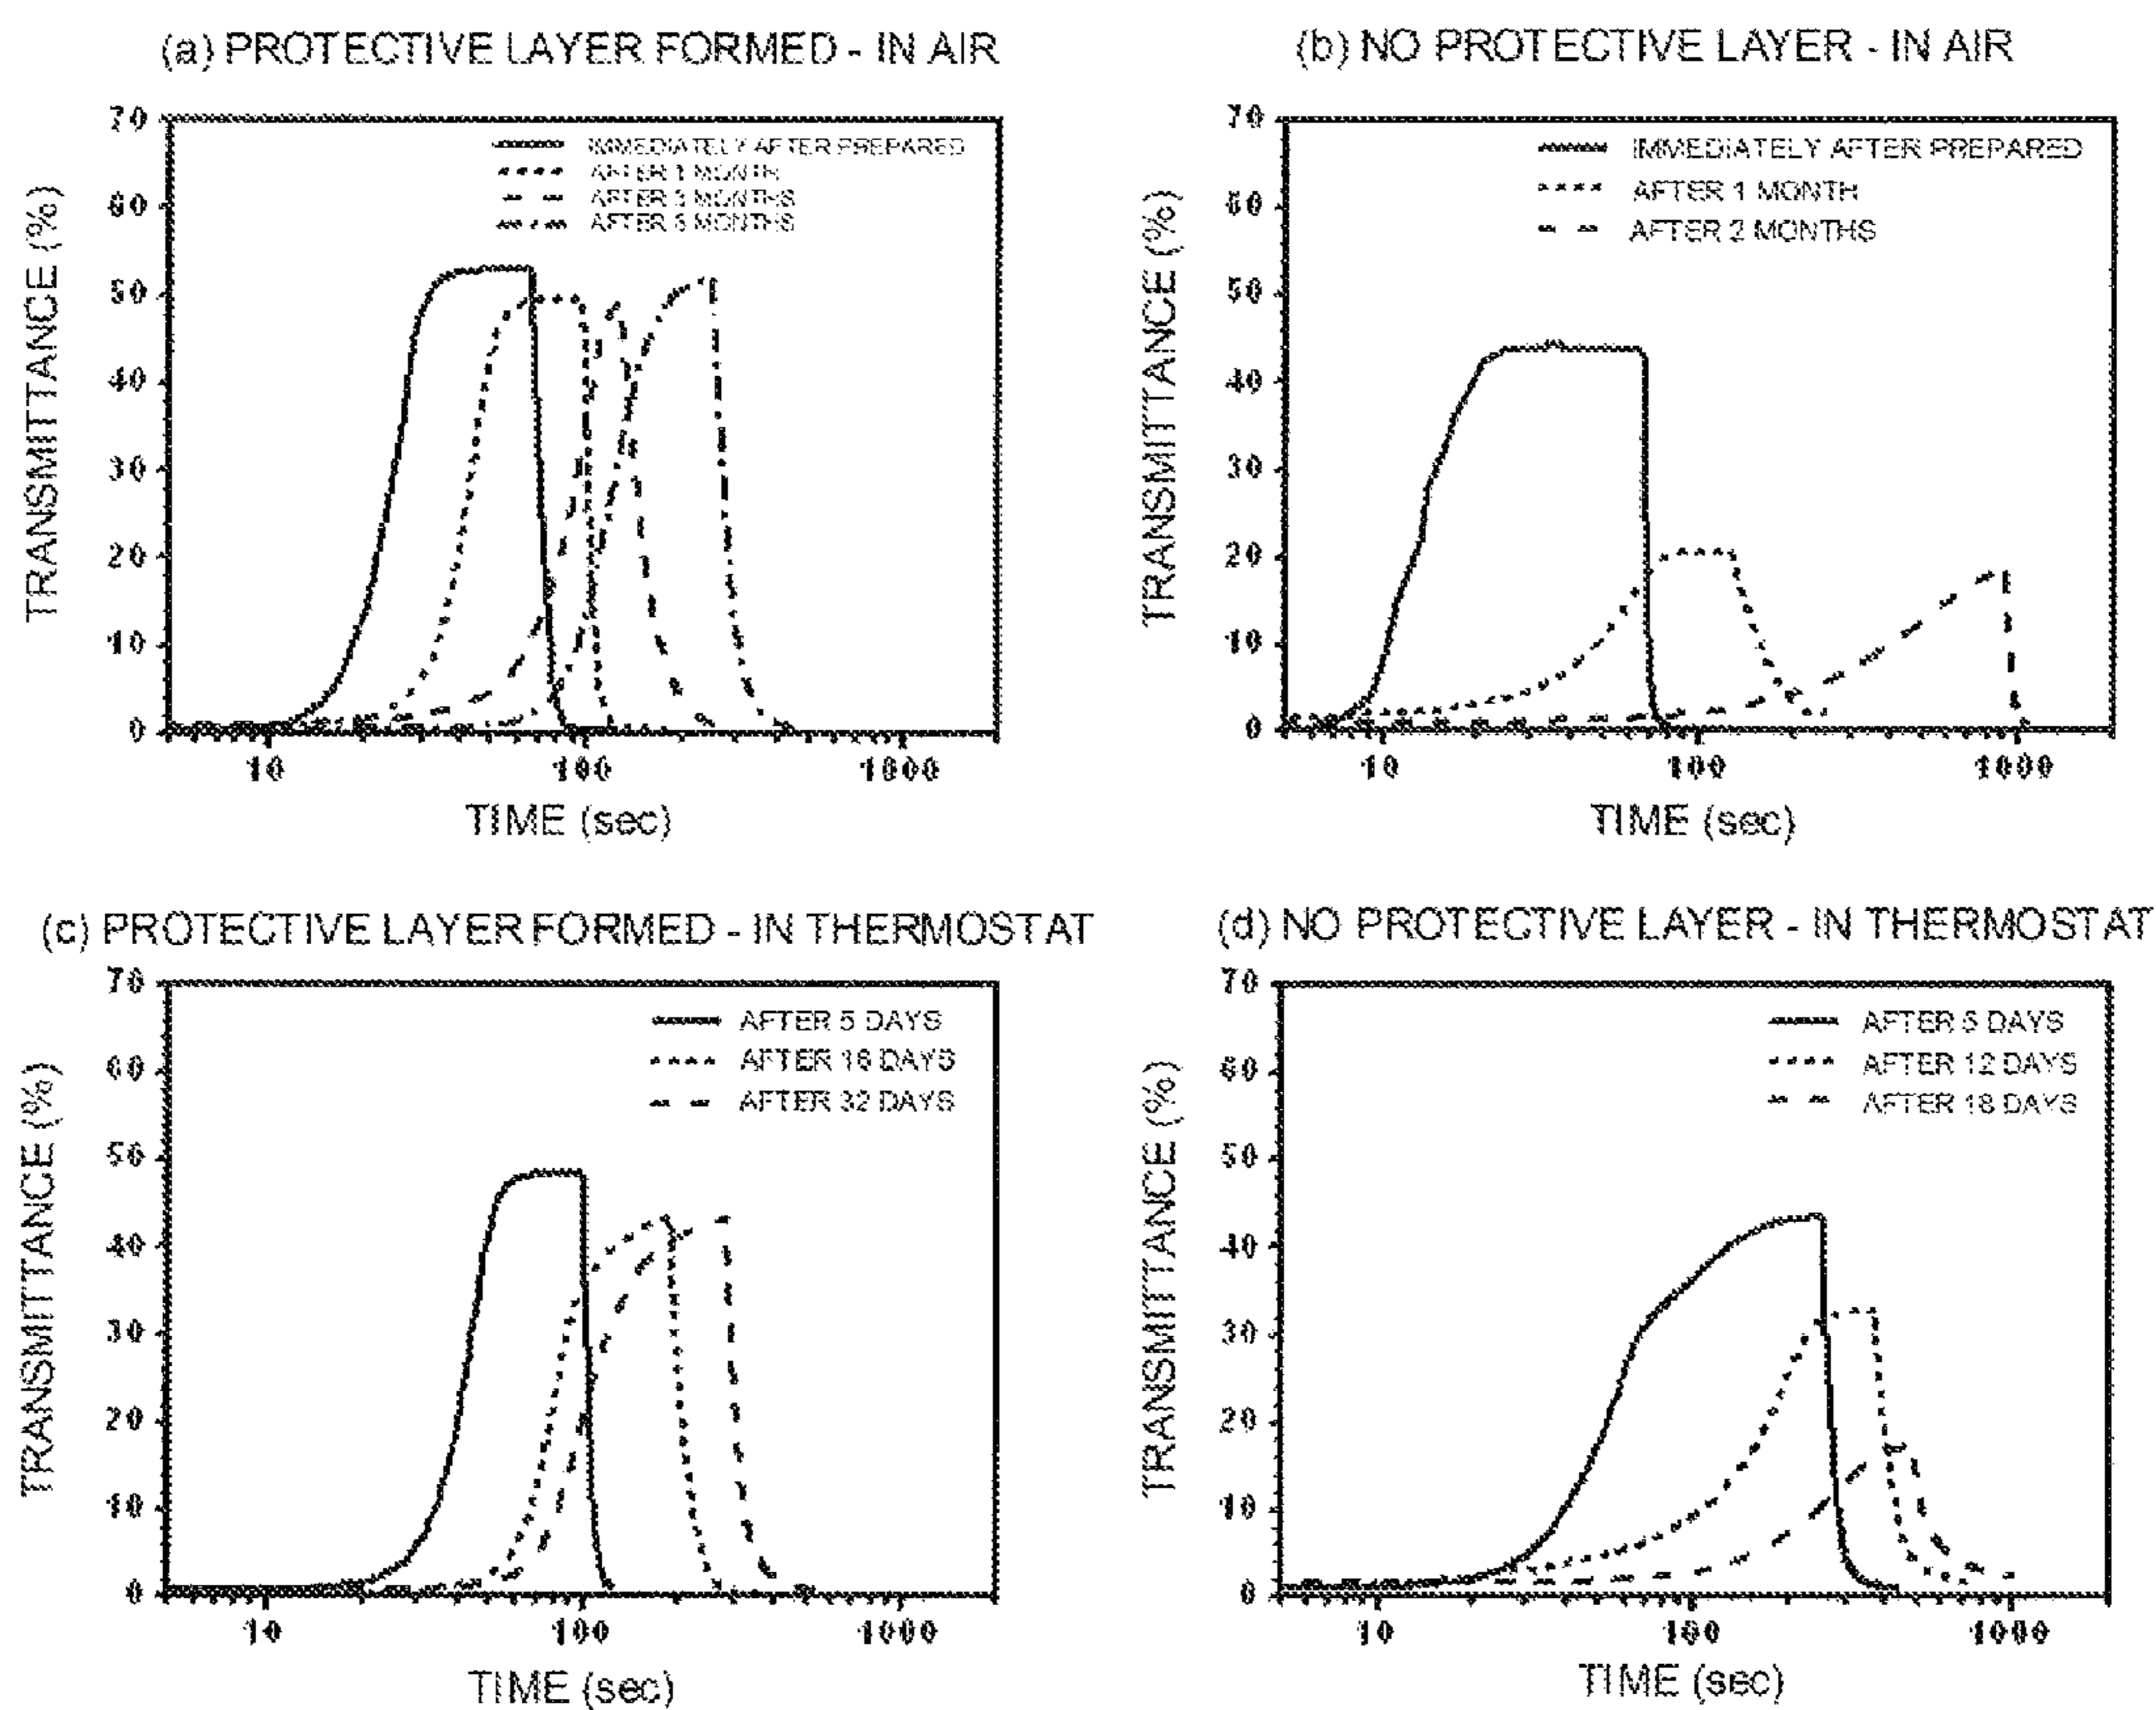 (a) PROTECTIVE LAYER FORMED - IN AIR
70
60
50
40
30
20
10
0
TRANSMITTANCE (%)
IMMEDIATELY AFTER PREPARED
AFTER 1 MONTH
AFTER 3 MONTHS
AFTER MONTHS
10
100
1000
TIME (sec)
(b) NO PROTECTIVE LAYER - IN AIR
70
60
50
40
30
20
10
0
TRANSMITTANCE (%)
IMMEDIATELY AFTER PREPARED
AFTER 1 MONTH
AFTER 2 MONTHS
10
100
1000
TIME (sec)
(c) PROTECTIVE LAYER FORMED - IN THERMOSTAT
70
60
50
40
30
20
10
0
TRANSMITTANCE (%)
AFTER 5 DAYS
AFTER 16 DAYS
AFTER 32 DAYS
10
100
1000
TIME (sec)
(d) NO PROTECTIVE LAYER - IN THERMOSTAT
70
60
50
40
30
20
10
0
TRANSMITTANCE (%)
AFTER 5 DAYS
AFTER 12 DAYS
AFTER 18 DAYS
10
100
1000
TIME (sec)